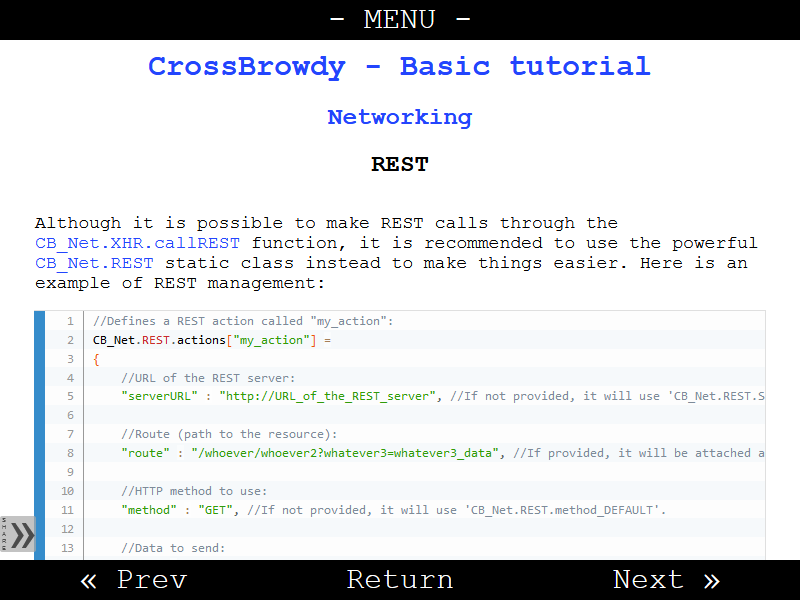 - MENU -
CrossBrowdy - Basic tutorial
Networking
REST
Although it is possible to make REST calls through the
CB_Net.XHR.callREST function, it is recommended to use the powerful
CB_Net.REST static class instead to make things easier. Here is an
example of REST management:
1 //Defines a REST action called "my_action":
2 CB_Net.REST.actions["my_action"] =
3 {
4 //URL of the REST server:
5 "serverURL" : "http://URL_of_the_REST_server", //If not provided, it will use 'CB_Net.REST.S
6
7 //Route (path to the resource):
8 "route" : "/whoever/whoever2?whatever3=whatever3_data", //If provided, it will be attached a
9
10 //HTTP method to use:
11 "method" : "GET", //If not provided, it will use 'CB_Net.REST.method_DEFAULT'.
12
13 //Data to send:
SHARE »
« Prev Return Next »